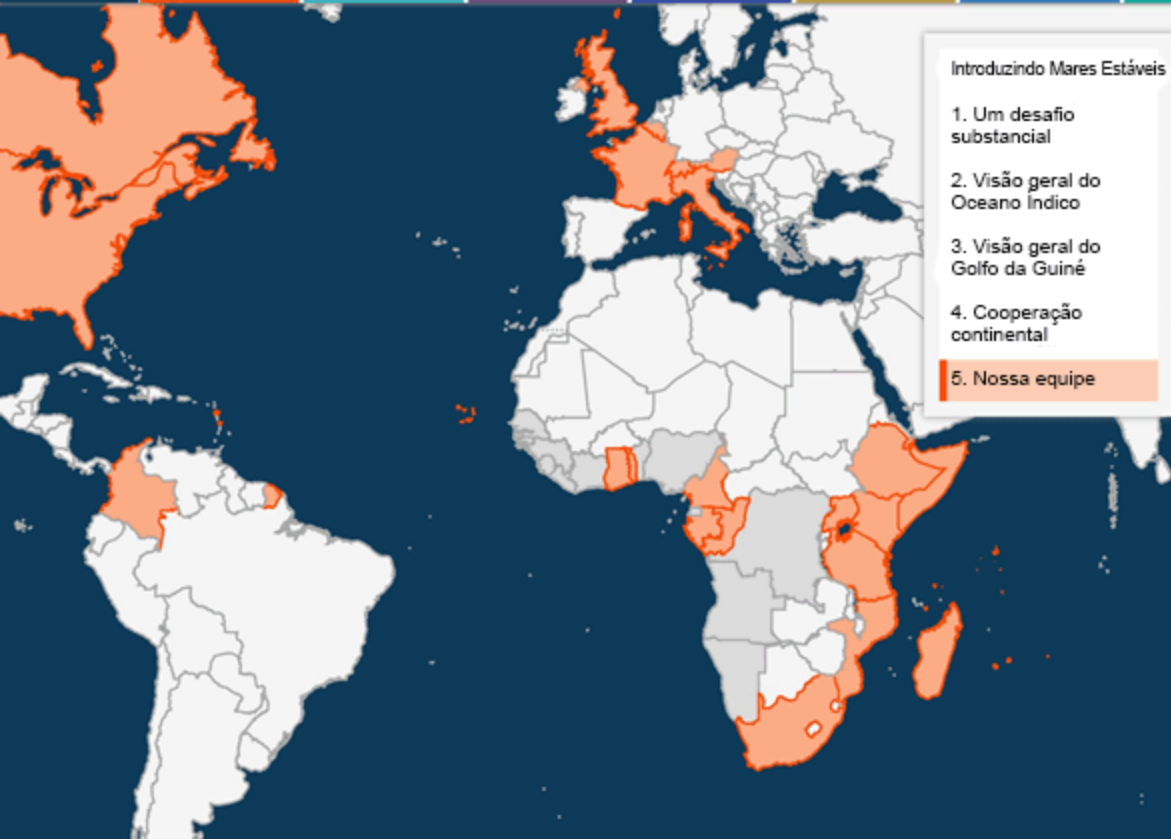 Introduzindo Mares Estáveis
1. Um desafio
substancial
2. Visão geral do
Oceano Indico
3. Visão geral do
Golfo da Guiné
4. Cooperação
continental
5. Nossa equipe